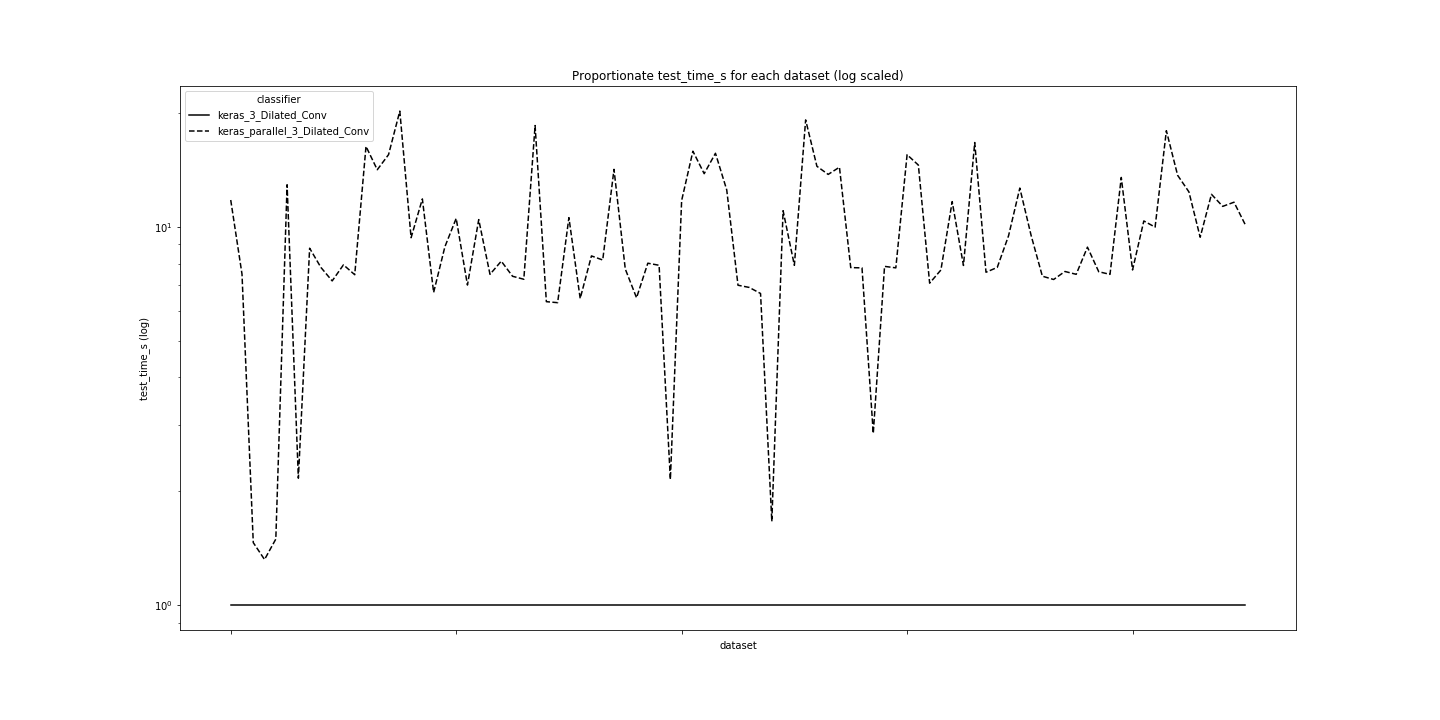 Proportionate test_time_s for each dataset (log scaled)
classifier
keras_3_Dilated_Conv
keras_parallel_3_Dilated_Conv
10¹
10⁰
test_time_s (log)
dataset